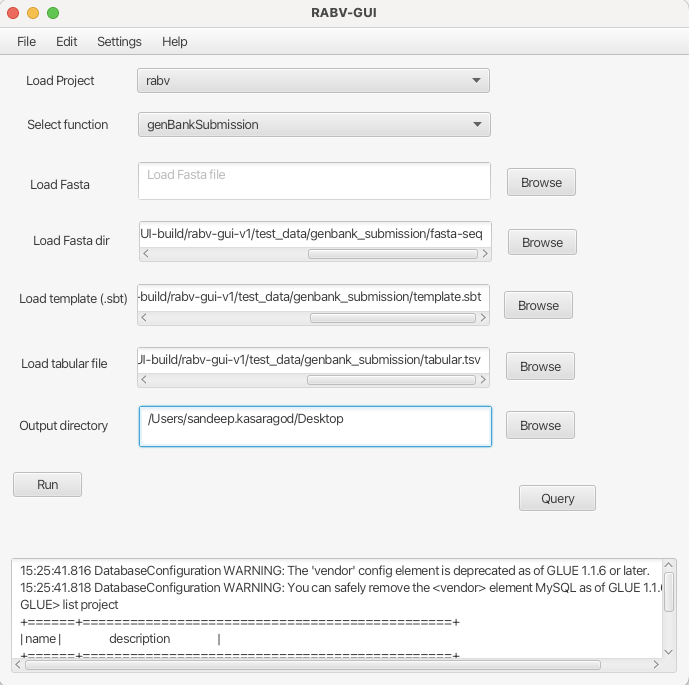 RABV-GUI
File Edit Settings Help
Load Project rabv
Select function genBankSubmission
Load Fasta Load Fasta file Browse
Load Fasta dir UI-build/rabv-gui-v1/test_data/genbank_submission/fasta-seq Browse
Load template (.sbt) -build/rabv-gui-v1/test_data/genbank_submission/template.sbt Browse
Load tabular file UI-build/rabv-gui-v1/test_data/genbank_submission/tabular.tsv Browse
Output directory /Users/sandeep.kasaragod/Desktop Browse
Run
Query
15:25:41.816 DatabaseConfiguration WARNING: The 'vendor' config element is deprecated as of GLUE 1.1.6 or later.
15:25:41.818 DatabaseConfiguration WARNING: You can safely remove the <vendor> element MySQL as of GLUE 1.1.
GLUE> list project
+======+==============================================+
| name | description |
+======+==============================================+